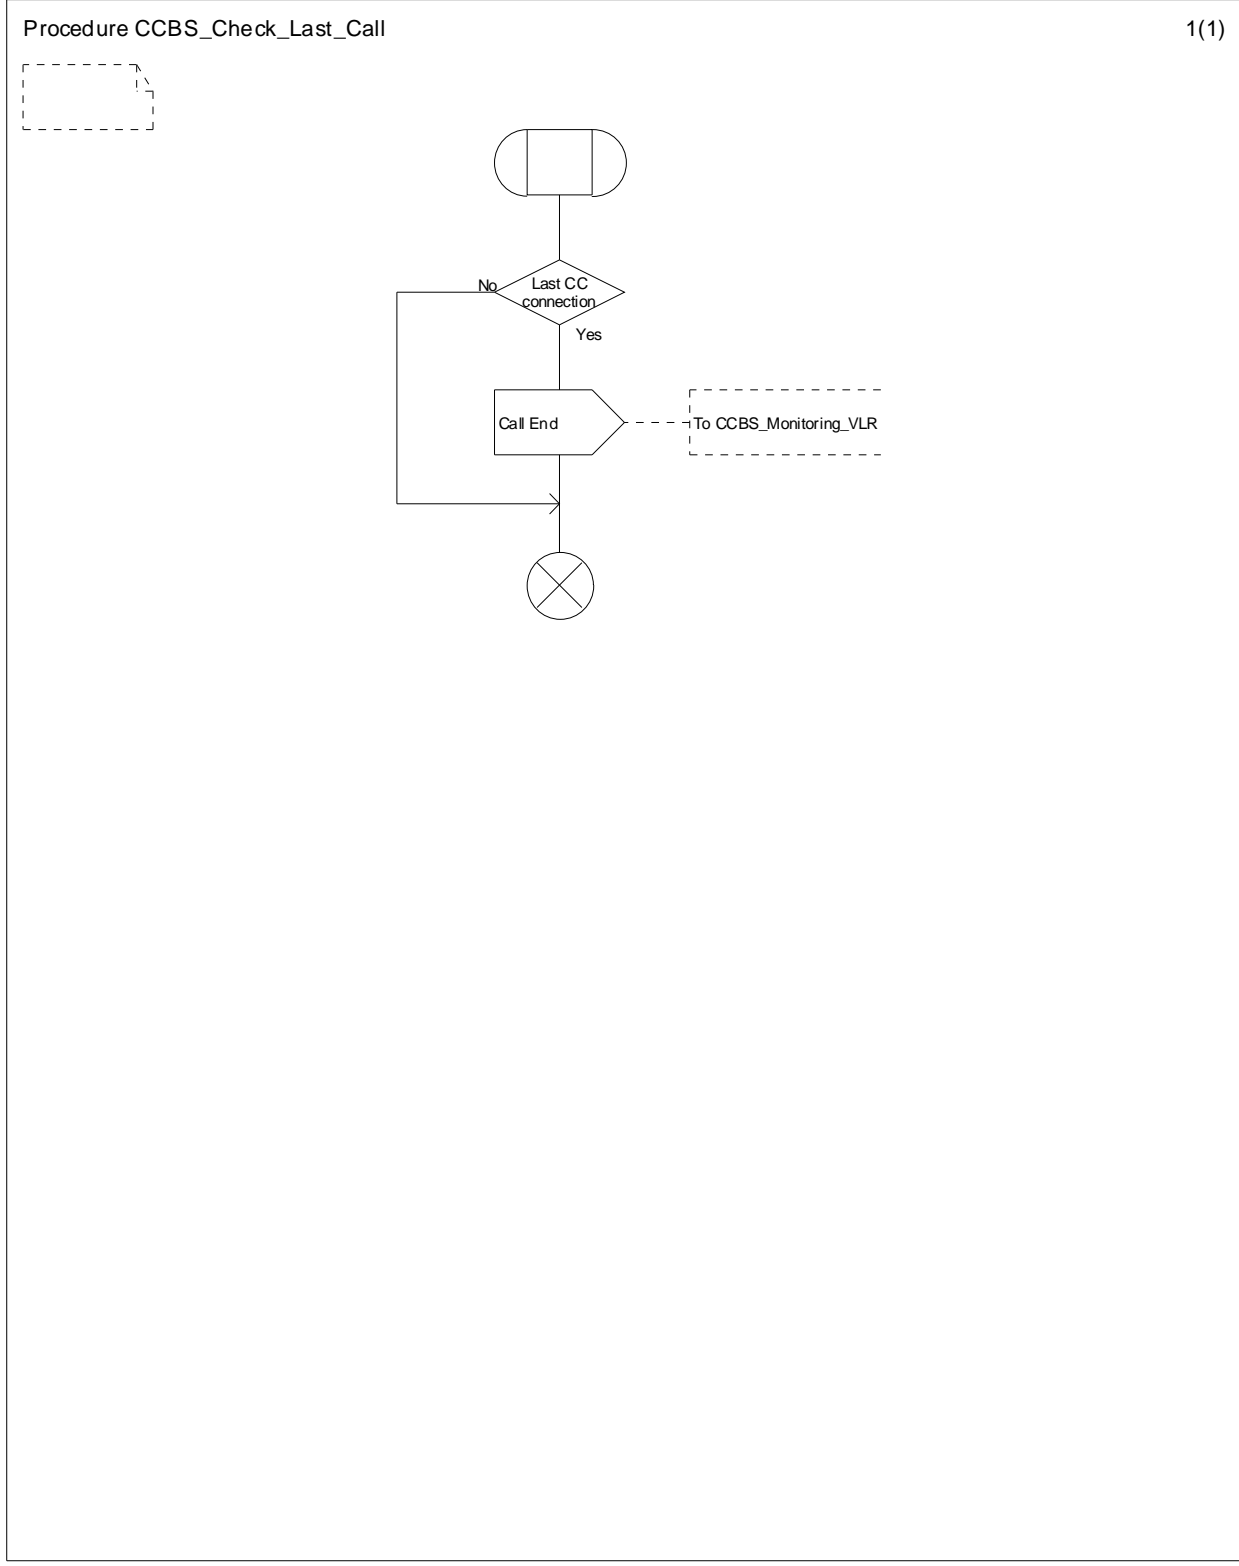 Procedure CCBS_Check_Last_Call
1(1)
No
Last CC
connection
Yes
Call End
To CCBS_Monitoring_VLR